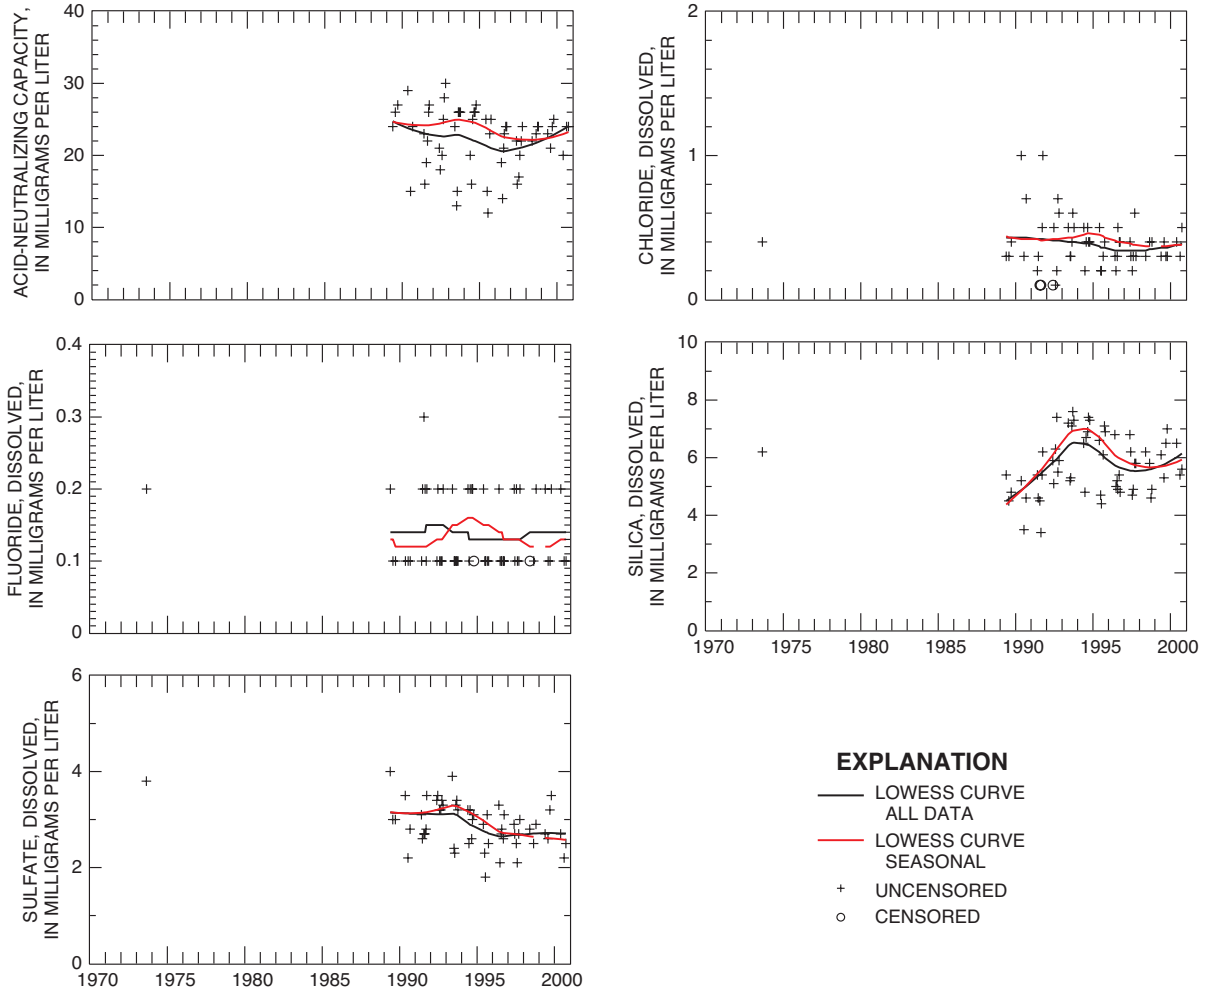 ACID-NEUTRALIZING CAPACITY,
IN MILLIGRAMS PER LITER
40
30
20
10
0
CHLORIDE, DISSOLVED,
IN MILLIGRAMS PER LITER
2
1
0
FLUORIDE, DISSOLVED,
IN MILLIGRAMS PER LITER
0.4
0.3
0.2
0.1
0
SILICA, DISSOLVED,
IN MILLIGRAMS PER LITER
10
8
6
4
2
0
1970 1975 1980 1985 1990 1995 2000
SULFATE, DISSOLVED,
IN MILLIGRAMS PER LITER
6
4
2
0
1970 1975 1980 1985 1990 1995 2000
EXPLANATION
LOWESS CURVE
ALL DATA
LOWESS CURVE
SEASONAL
UNCENSORED
CENSORED